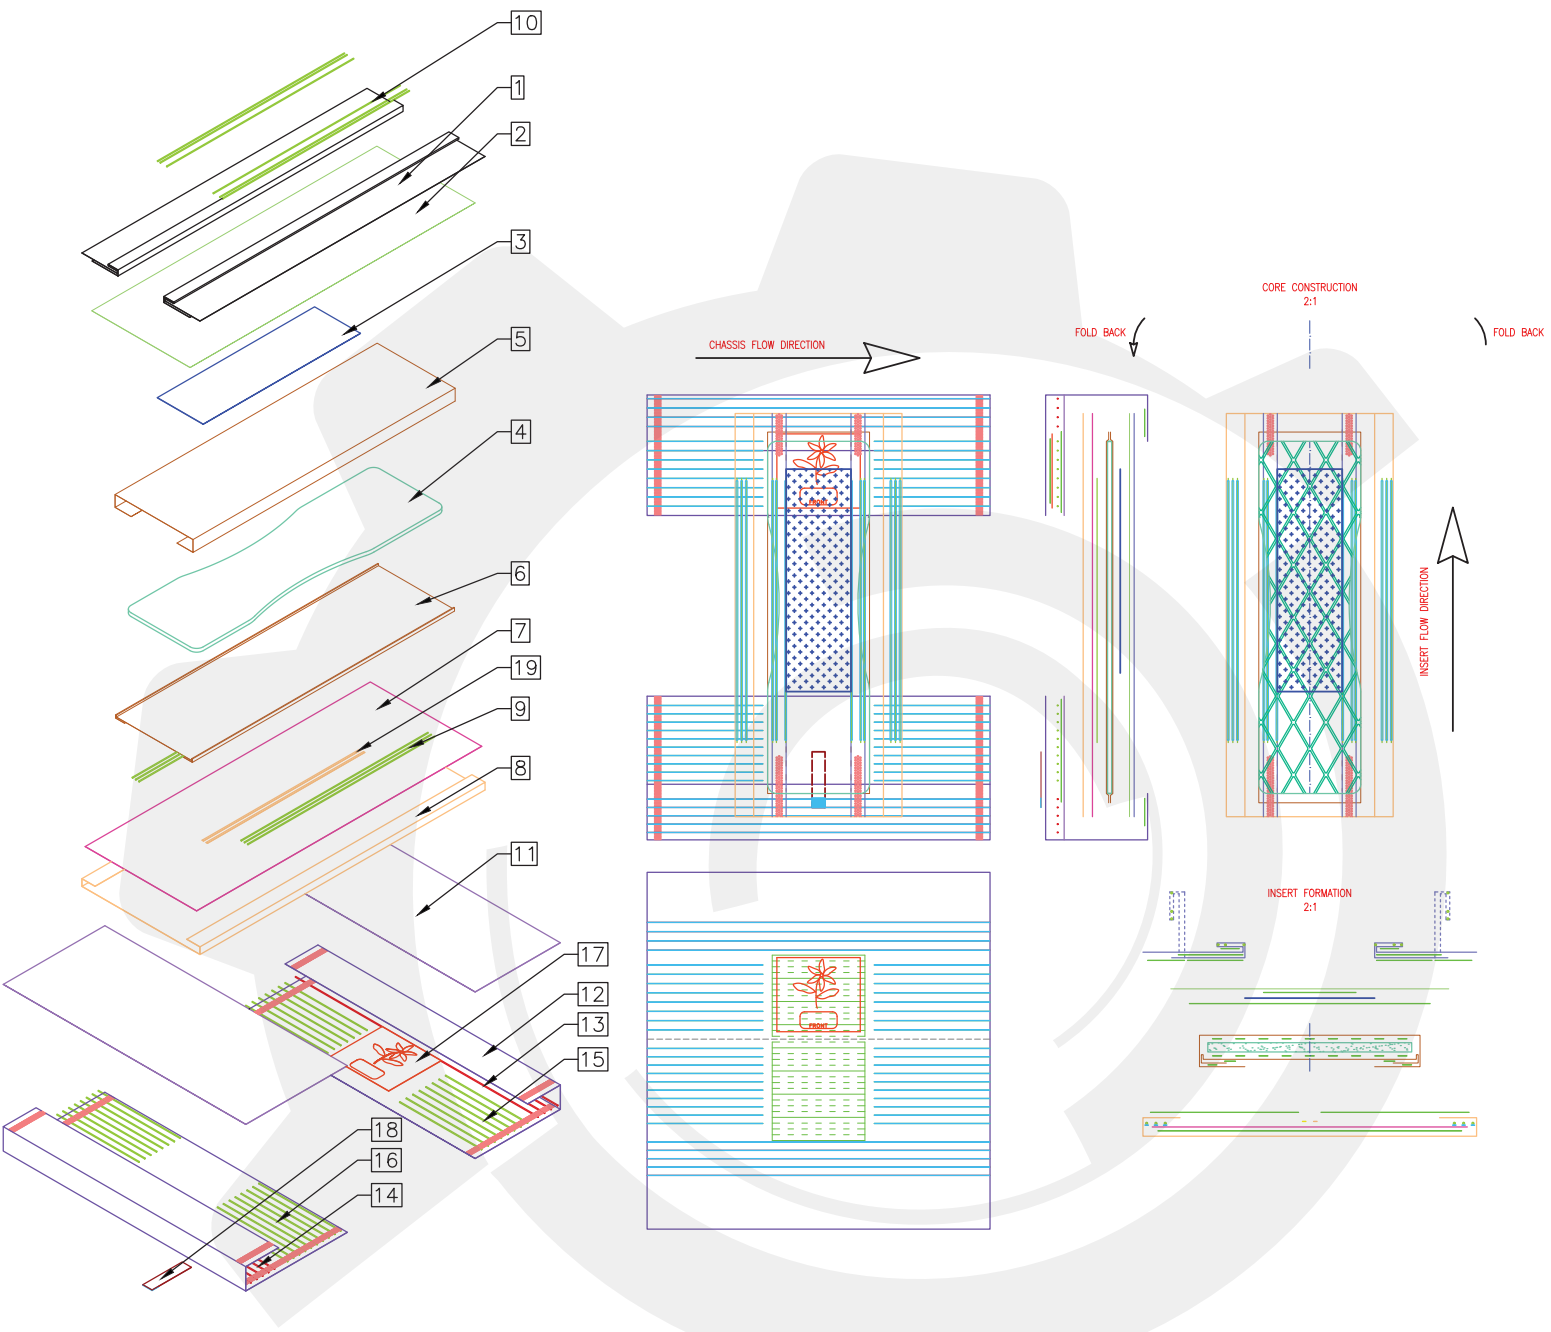 10
1
2
3
5
4
6
7
19
9
8
11
17
12
13
15
18
16
14
CHASSIS FLOW DIRECTION
FRONT
FRONT
FOLD BACK
CORE CONSTRUCTION
2:1
FOLD BACK
INSERT FLOW DIRECTION
INSERT FORMATION
2:1